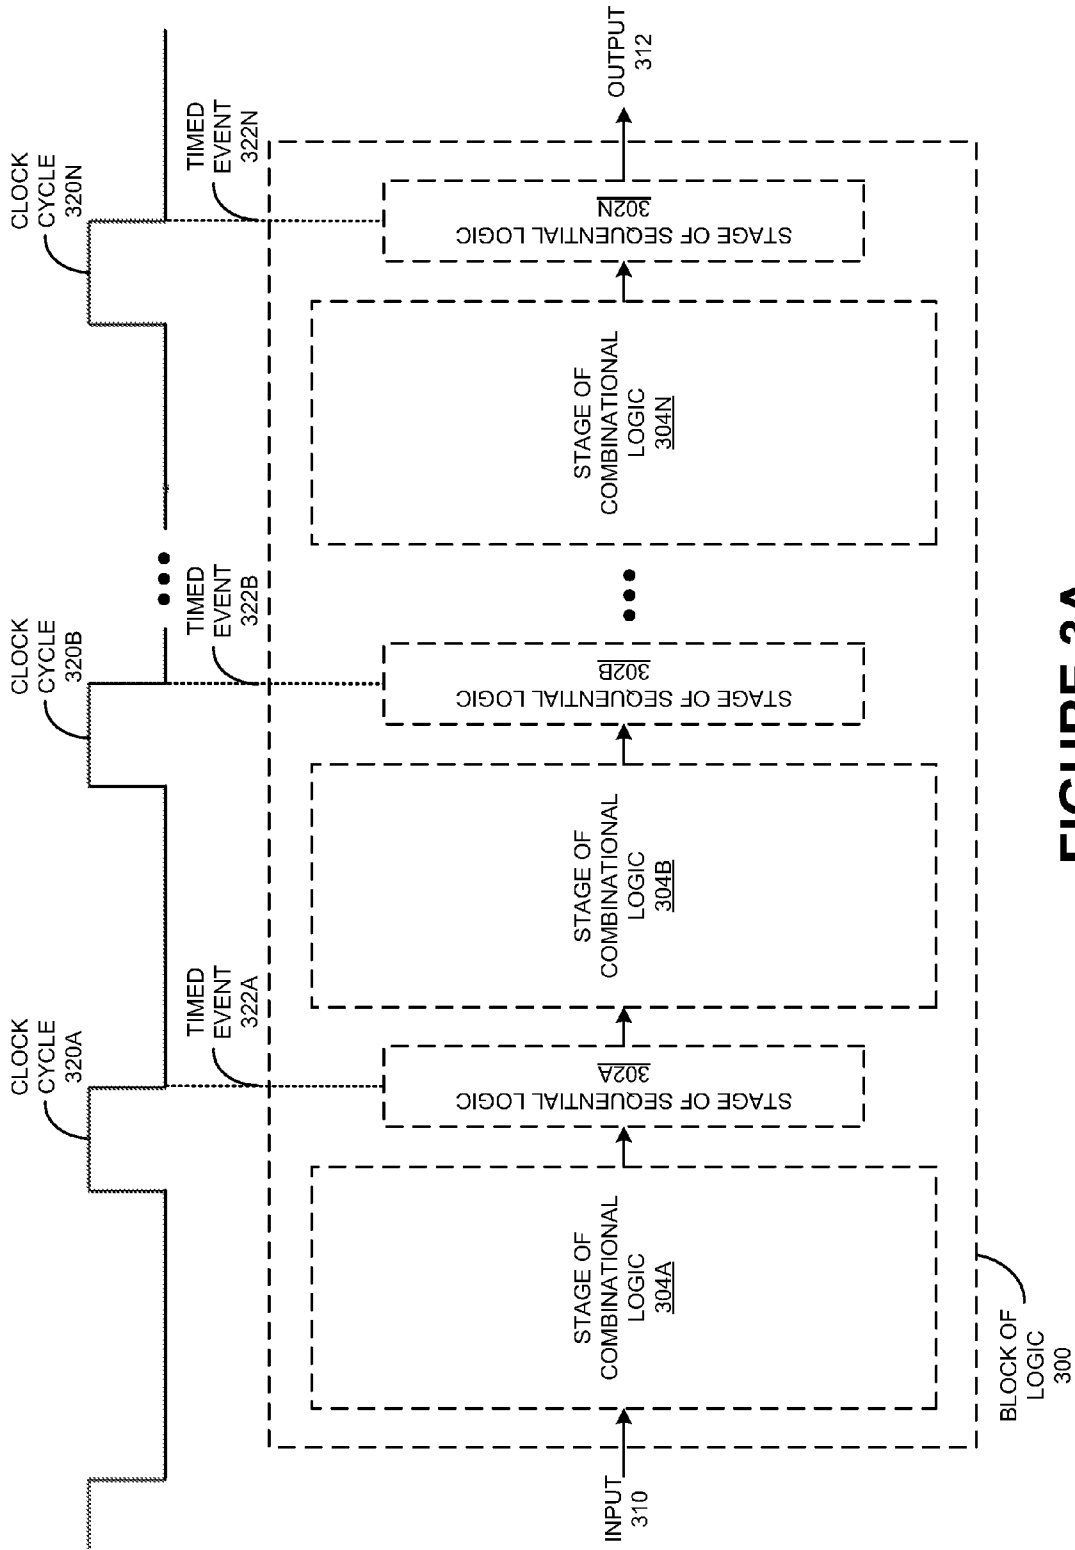 CLOCK
CYCLE
320A
CLOCK
CYCLE
320B
CLOCK
CYCLE
320N
TIMED
EVENT
322A
TIMED
EVENT
322B
TIMED
EVENT
322N
INPUT
310
STAGE OF
COMBINATIONAL
LOGIC
304A
STAGE OF SEQUENTIAL LOGIC
302A
STAGE OF
COMBINATIONAL
LOGIC
304B
STAGE OF SEQUENTIAL LOGIC
302B
STAGE OF
COMBINATIONAL
LOGIC
304N
STAGE OF SEQUENTIAL LOGIC
302N
OUTPUT
312
BLOCK OF
LOGIC
300
FIGURE 3A